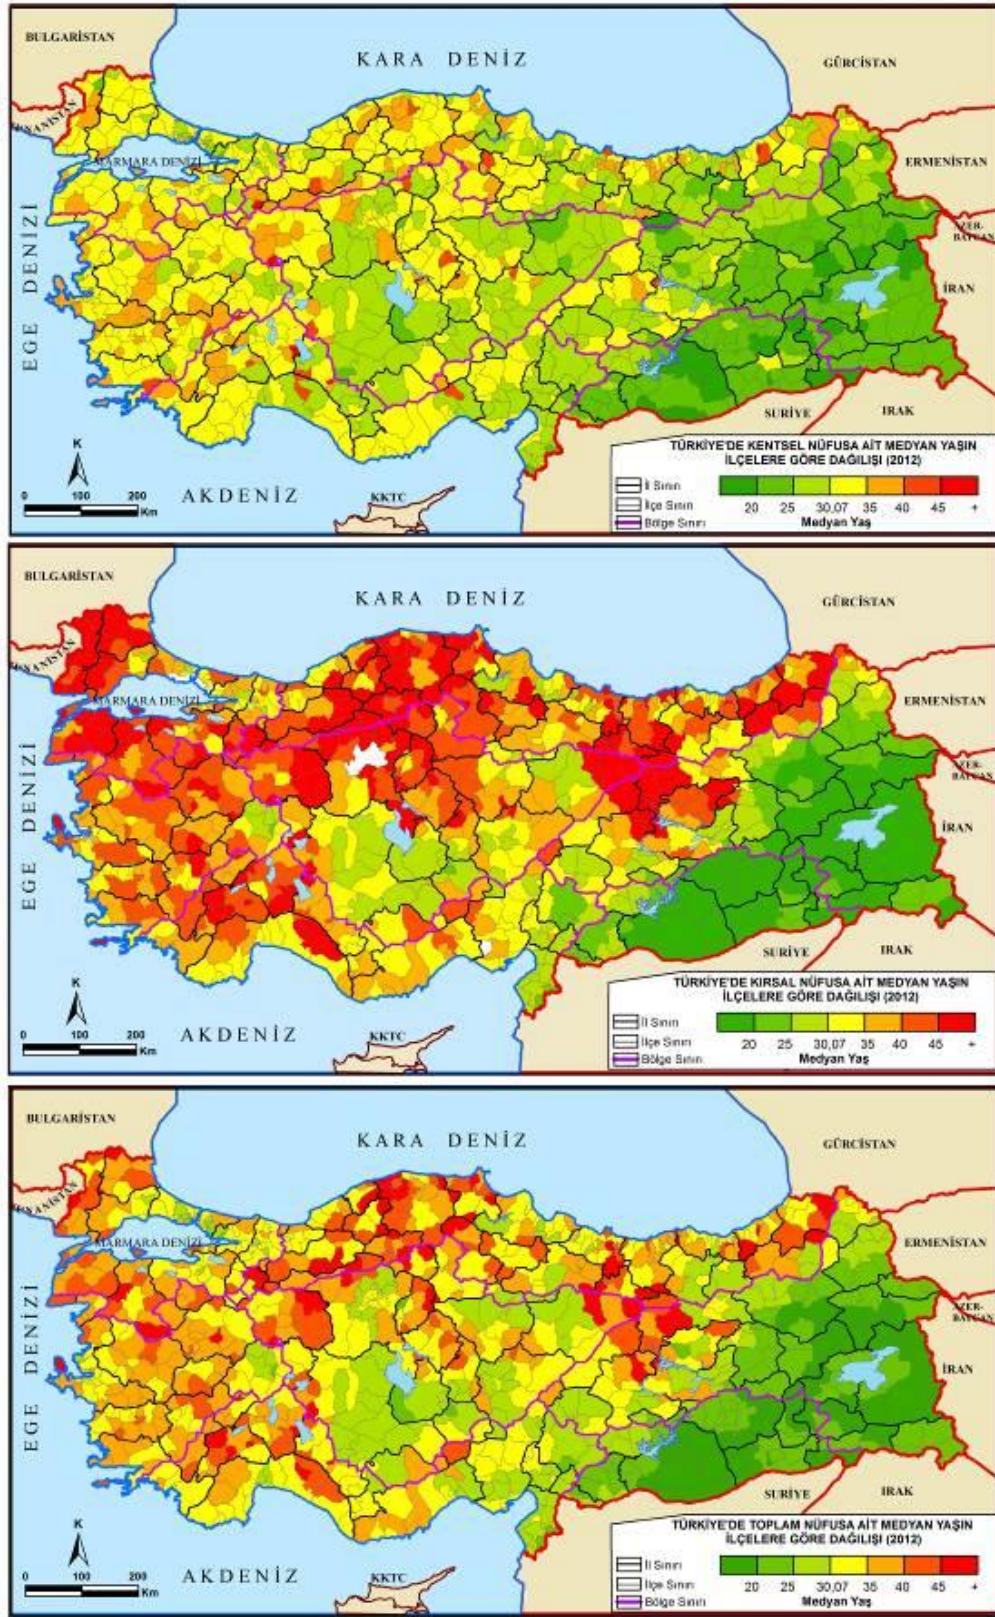 BULGARİSTAN
KARA DENİZ
GÜRCİSTAN
MARMARA DENİZİ
ERMENİSTAN
AZER-
BAYCAN
İRAN
EGE DENİZİ
SURİYE
IRAK
K
0 100 200
Km
AKDENİZ
KKTC
TÜRKİYE'DE KENTSEL NÜFUSA AİT MEDYAN YAŞIN
İLÇELERE GÖRE DAĞILIŞI (2012)
İl Sınırı
İlçe Sınırı
Bölge Sınırı
20 25 30,07 35 40 45 +
Medyan Yaş
BULGARİSTAN
KARA DENİZ
GÜRCİSTAN
MARMARA DENİZİ
ERMENİSTAN
AZER-
BAYCAN
İRAN
EGE DENİZİ
SURİYE
IRAK
K
0 100 200
Km
AKDENİZ
KKTC
TÜRKİYE'DE KIRSAL NÜFUSA AİT MEDYAN YAŞIN
İLÇELERE GÖRE DAĞILIŞI (2012)
İl Sınırı
İlçe Sınırı
Bölge Sınırı
20 25 30,07 35 40 45 +
Medyan Yaş
BULGARİSTAN
KARA DENİZ
GÜRCİSTAN
MARMARA DENİZİ
ERMENİSTAN
AZER-
BAYCAN
İRAN
EGE DENİZİ
SURİYE
IRAK
K
0 100 200
Km
AKDENİZ
KKTC
TÜRKİYE'DE TOPLAM NÜFUSA AİT MEDYAN YAŞIN
İLÇELERE GÖRE DAĞILIŞI (2012)
İl Sınırı
İlçe Sınırı
Bölge Sınırı
20 25 30,07 35 40 45 +
Medyan Yaş